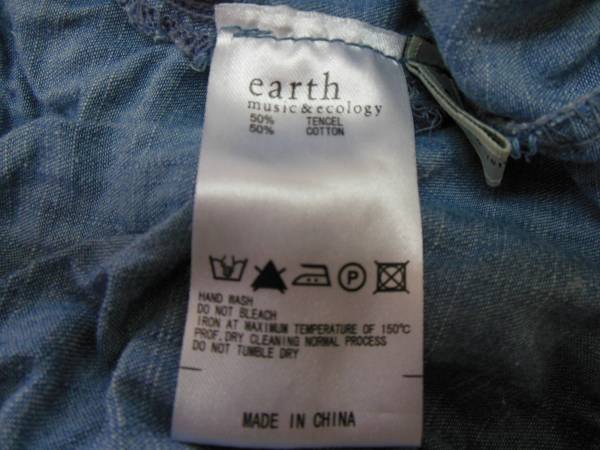 earth
music&ecology
50% TENCEL
50% COTTON
P
HAND WASH
DO NOT BLEACH
IRON AT MAXIMUM TEMPERATURE OF 150℃
PROF.DRY CLEANING NORMAL PROCESS
DO NOT TUMBLE DRY
MADE IN CHINA